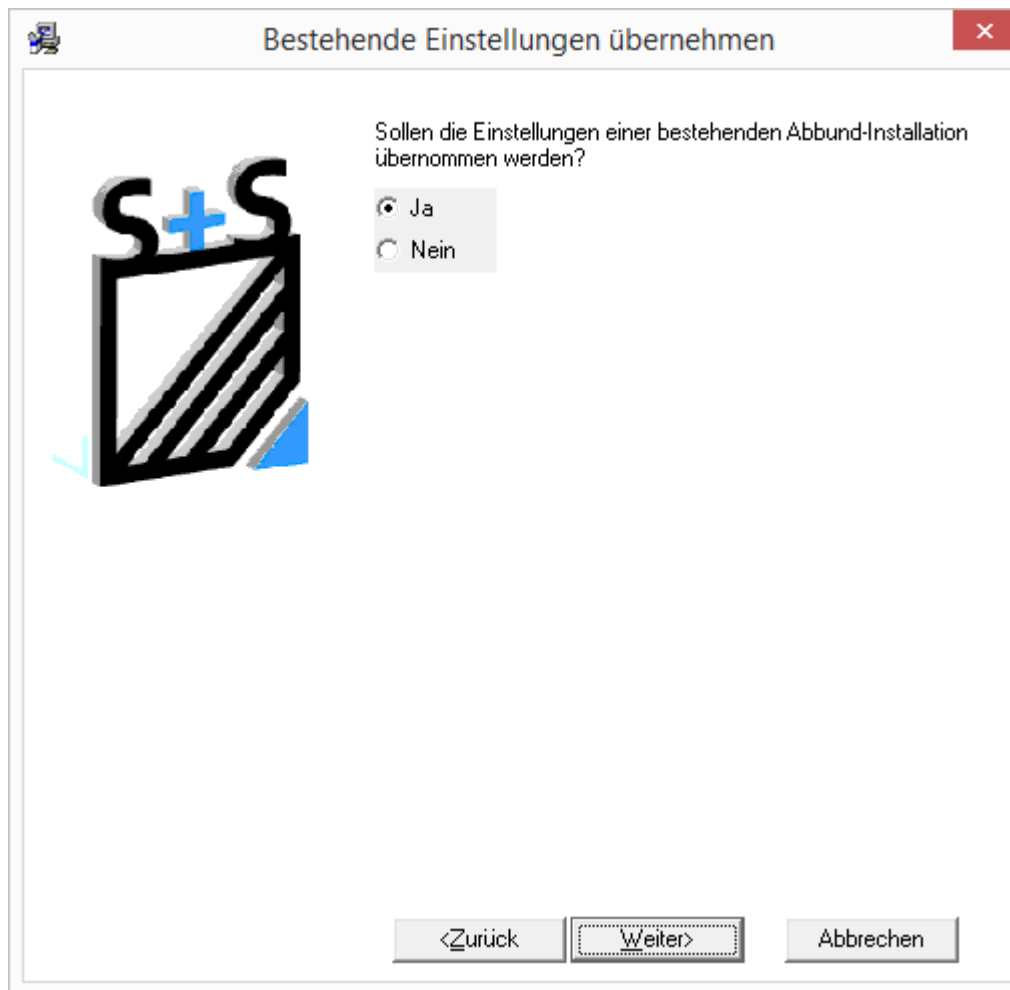 Bestehende Einstellungen übernehmen
Sollen die Einstellungen einer bestehenden Abbund-Installation
übernommen werden?
Ja
Nein
S+S
<Zurück
Weiter>
Abbrechen